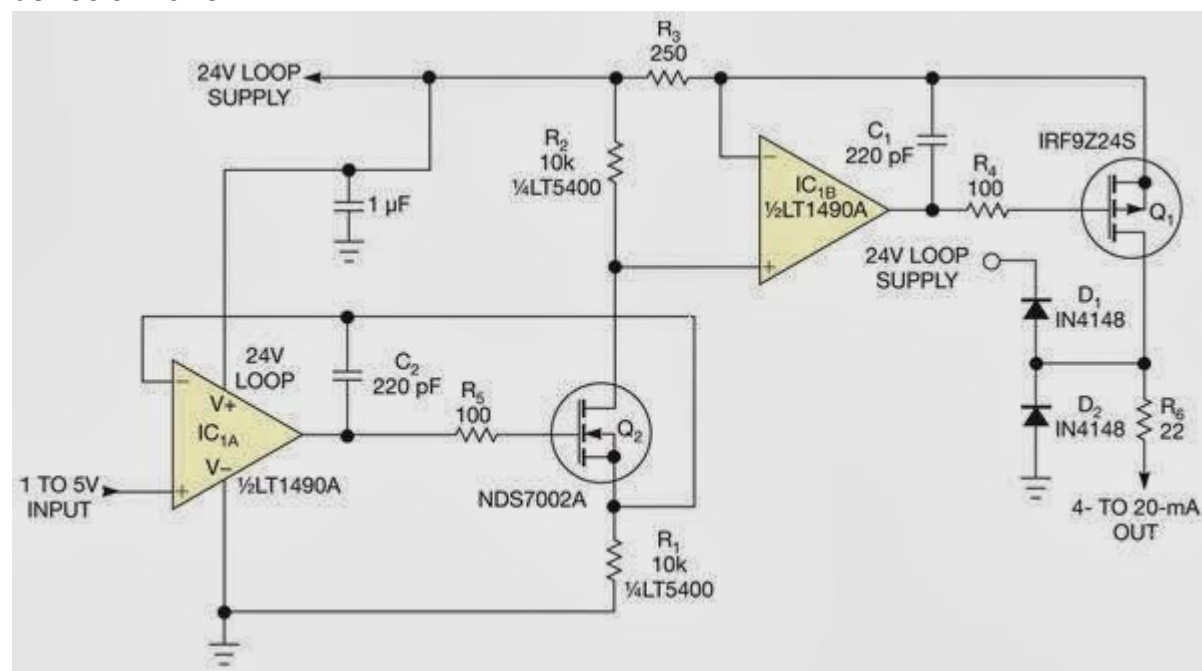 R3
250
24V LOOP
SUPPLY
R2
10k
¼LT5400
1 µF
IC1B
½LT1490A
C1
220 pF
R4
100
IRF9Z24S
Q1
24V LOOP
SUPPLY
D1
IN4148
D2
IN4148
R6
22
4- TO 20-mA
OUT
24V
LOOP
C2
220 pF
R5
100
Q2
NDS7002A
V+
IC1A
V–
½LT1490A
1 TO 5V
INPUT
R1
10k
¼LT5400